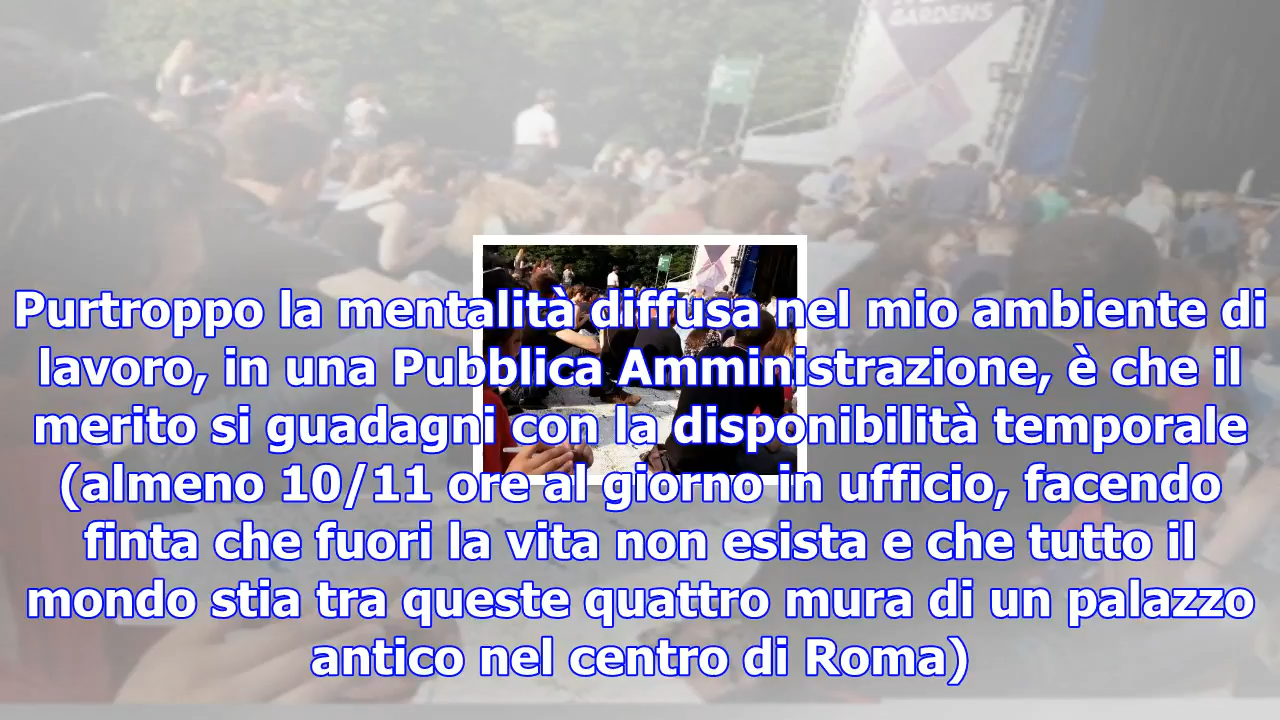 GARDENS
Purtroppo la mentalità diffusa nel mio ambiente di
lavoro, in una Pubblica Amministrazione, è che il
merito si guadagni con la disponibilità temporale
(almeno 10/11 ore al giorno in ufficio, facendo
finta che fuori la vita non esista e che tutto il
mondo stia tra queste quattro mura di un palazzo
antico nel centro di Roma)